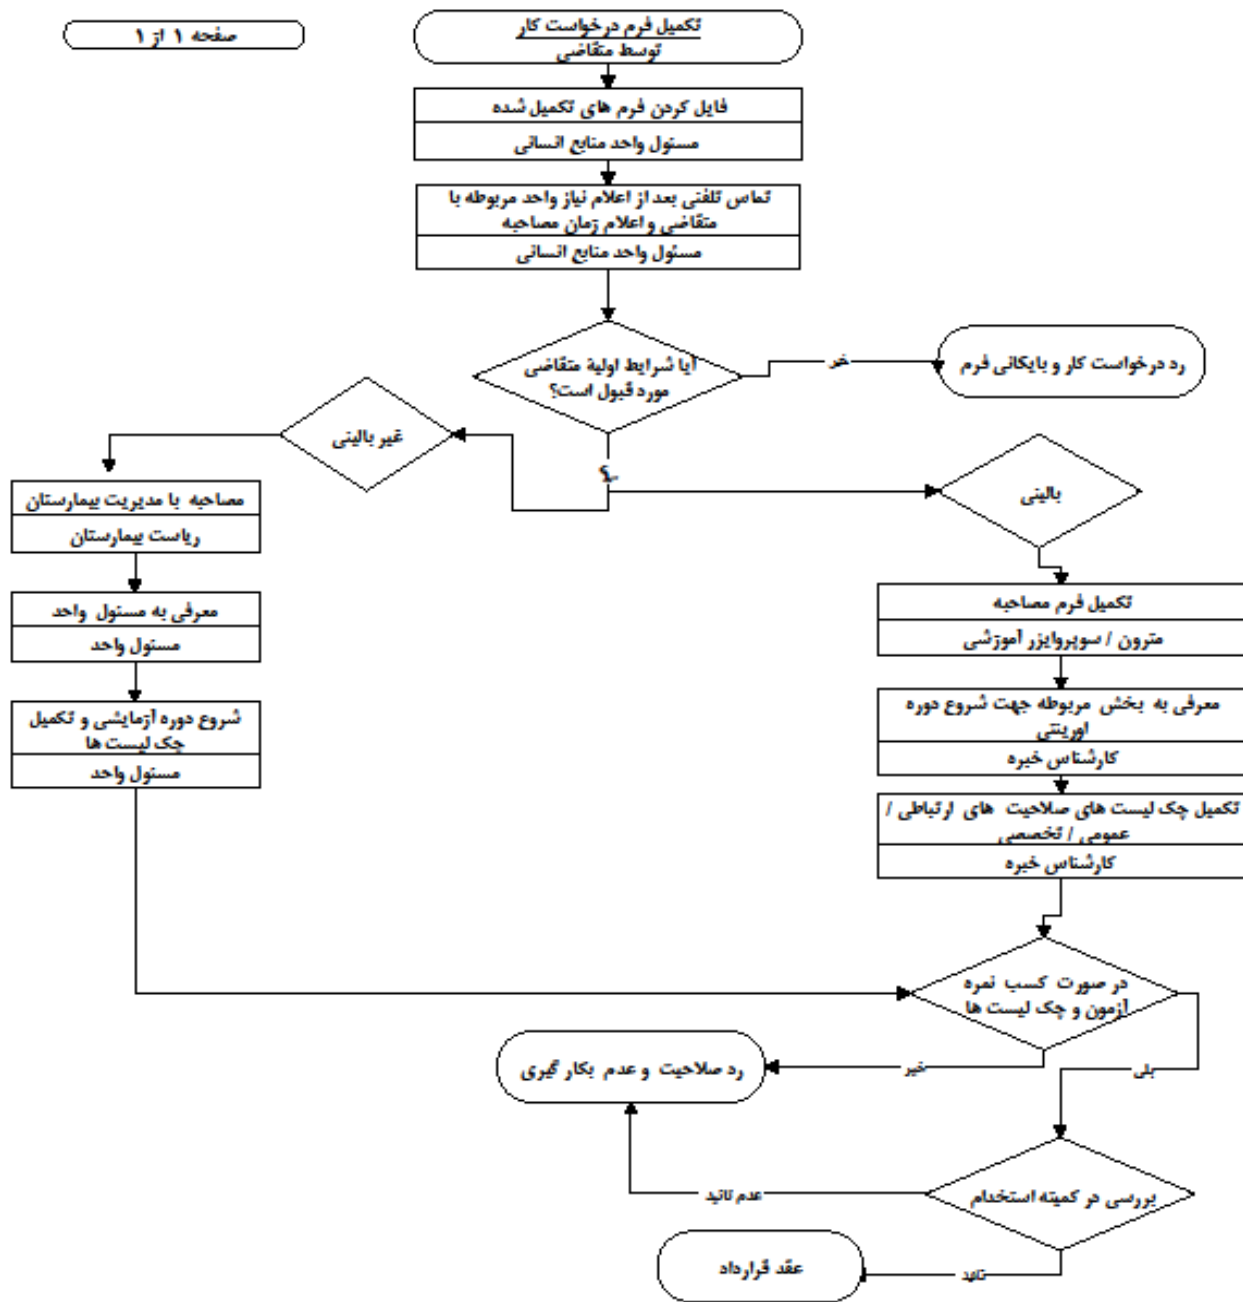 صفحه ۱ از ۱
تکمیل فرم درخواست کار
توسط متقاضی
فایل کردن فرم های تکمیل شده
مسئول واحد منابع انسانی
تماس تلفنی بعد از اعلام نیاز واحد مربوطه با
متقاضی و اعلام زمان مصاحبه
مسئول واحد منابع انسانی
آیا شرایط اولیة متقاضی
مورد قبول است؟
خیر
رد درخواست کار و بایگانی فرم
غیر بالینی
بالینی
مصاحبه با مدیریت بیمارستان
ریاست بیمارستان
معرفی به مسئول واحد
مسئول واحد
شروع دوره آزمایشی و تکمیل
چک لیست ها
مسئول واحد
تکمیل فرم مصاحبه
مترون / سوپروایزر آموزشی
معرفی به بخش مربوطه جهت شروع دوره
اورینتی
کارشناس خبره
تکمیل چک لیست های صلاحیت های ارتباطی /
عمومی / تخصصی
کارشناس خبره
در صورت کسب نمره
آزمون و چک لیست ها
خیر
بلی
رد صلاحیت و عدم بکار گیری
بررسی در کمیته استخدام
عدم تائید
تائید
عقد قرارداد